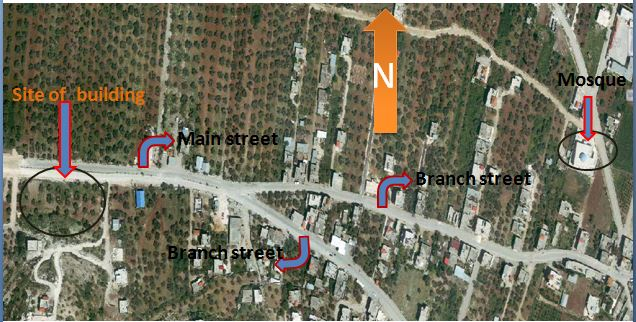 N
Mosque
Site of building
Main street
Branch street
Branch street